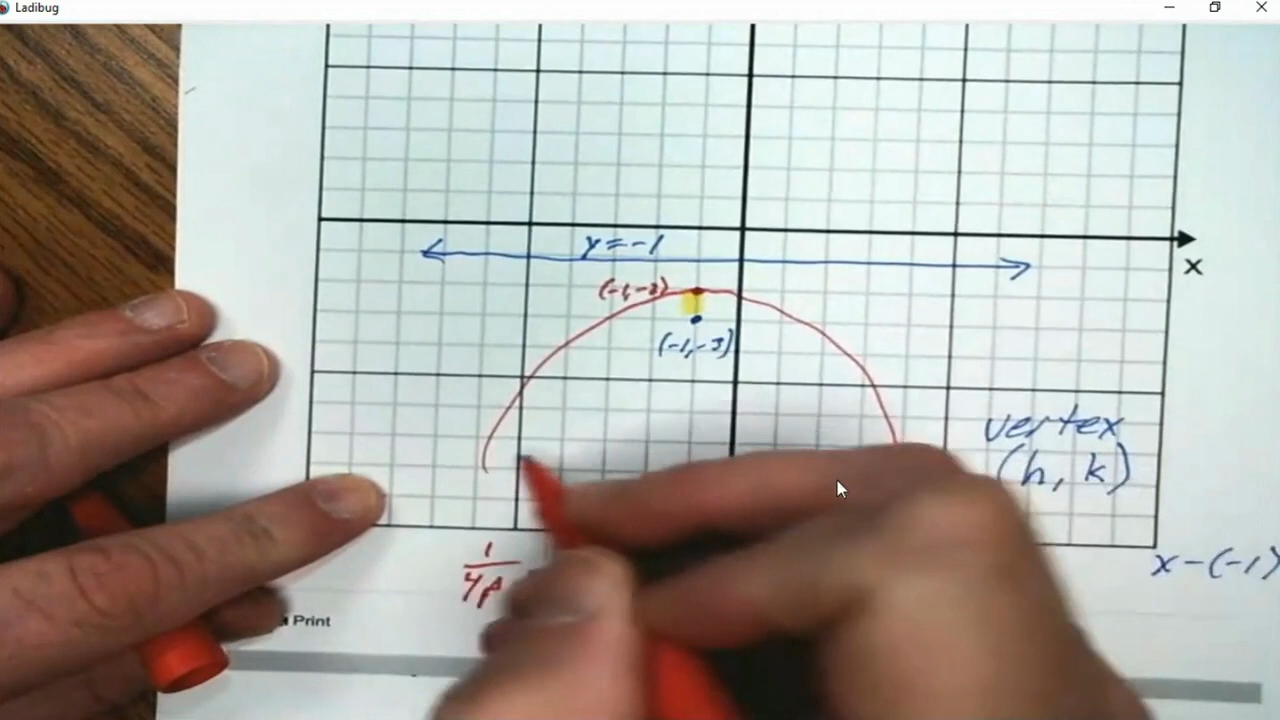 Ladibug
y=-1
x
(-1,-2)
(-1,-3)
vertex
(h, k)
1/4p
x-(-1)
Print